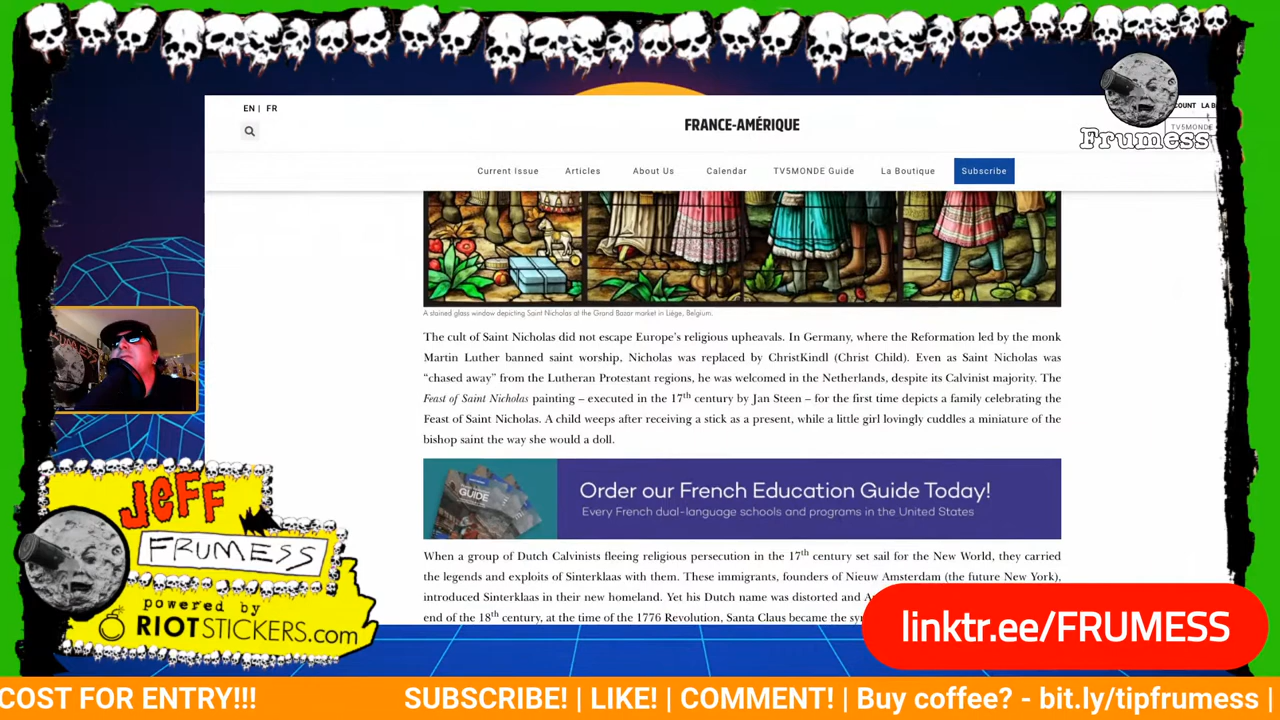 EN | FR
FRANCE-AMÉRIQUE
COUNT LA B
TV5MONDE
Frumess
Current Issue Articles About Us Calendar TV5MONDE Guide La Boutique Subscribe
A stained glass window depicting Saint Nicholas at the Grand Bazar market in Liège, Belgium.
The cult of Saint Nicholas did not escape Europe's religious upheavals. In Germany, where the Reformation led by the monk
Martin Luther banned saint worship, Nicholas was replaced by ChristKindl (Christ Child). Even as Saint Nicholas was
“chased away” from the Lutheran Protestant regions, he was welcomed in the Netherlands, despite its Calvinist majority. The
Feast of Saint Nicholas painting – executed in the 17th century by Jan Steen – for the first time depicts a family celebrating the
Feast of Saint Nicholas. A child weeps after receiving a stick as a present, while a little girl lovingly cuddles a miniature of the
bishop saint the way she would a doll.
GUIDE
Order our French Education Guide Today!
Every French dual-language schools and programs in the United States
When a group of Dutch Calvinists fleeing religious persecution in the 17th century set sail for the New World, they carried
the legends and exploits of Sinterklaas with them. These immigrants, founders of Nieuw Amsterdam (the future New York),
introduced Sinterklaas in their new homeland. Yet his Dutch name was distorted and
end of the 18th century, at the time of the 1776 Revolution, Santa Claus became the
JEFF
FRUMESS
powered by
RIOTSTICKERS.com
linktr.ee/FRUMESS
COST FOR ENTRY!!! SUBSCRIBE! | LIKE! | COMMENT! | Buy coffee? - bit.ly/tipfrumess |